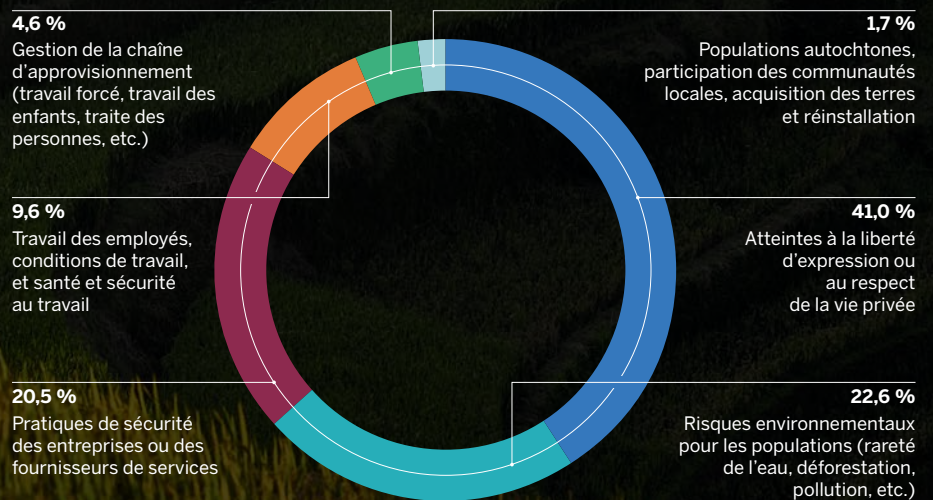 4,6 %
Gestion de la chaîne
d’approvisionnement
(travail forcé, travail des
enfants, traite des
personnes, etc.)
9,6 %
Travail des employés,
conditions de travail,
et santé et sécurité
au travail
20,5 %
Pratiques de sécurité
des entreprises ou des
fournisseurs de services
1,7 %
Populations autochtones,
participation des communautés
locales, acquisition des terres
et réinstallation
41,0 %
Atteintes à la liberté
d’expression ou
au respect
de la vie privée
22,6 %
Risques environnementaux
pour les populations (rareté
de l’eau, déforestation,
pollution, etc.)